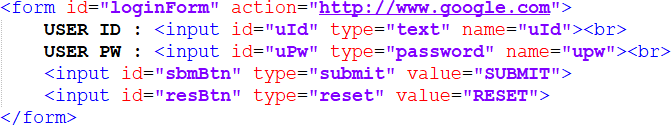 <form id="loginForm" action="http://www.google.com">
USER ID : <input id="uId" type="text" name="uId"><br>
USER PW : <input id="uPw" type="password" name="upw"><br>
<input id="sbmBtn" type="submit" value="SUBMIT">
<input id="resBtn" type="reset" value="RESET">
</form>